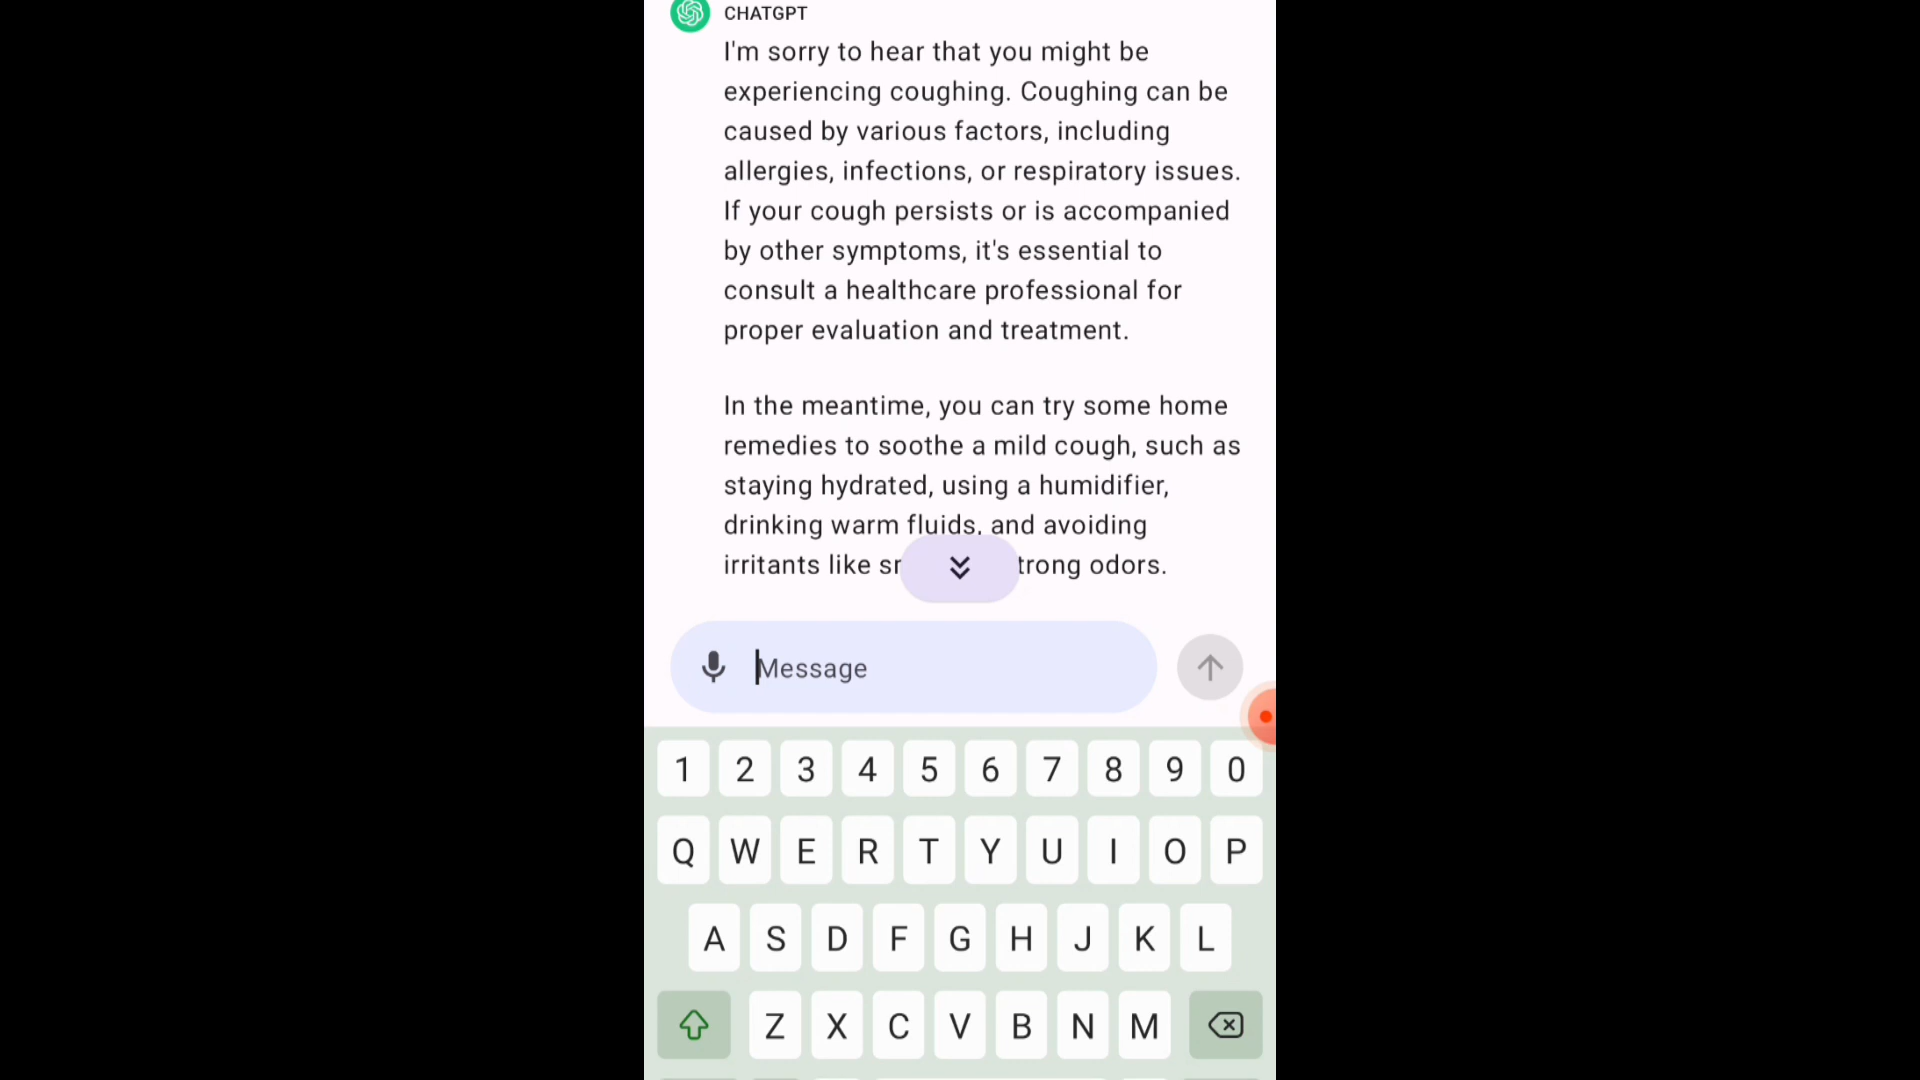 CHATGPT
I'm sorry to hear that you might be
experiencing coughing. Coughing can be
caused by various factors, including
allergies, infections, or respiratory issues.
If your cough persists or is accompanied
by other symptoms, it's essential to
consult a healthcare professional for
proper evaluation and treatment.
In the meantime, you can try some home
remedies to soothe a mild cough, such as
staying hydrated, using a humidifier,
drinking warm fluids, and avoiding
irritants like odors.
Message
1 2 3 4 5 6 7 8 9 0
Q W E R T Y U I O P
A S D F G H J K L
Z X C V B N M